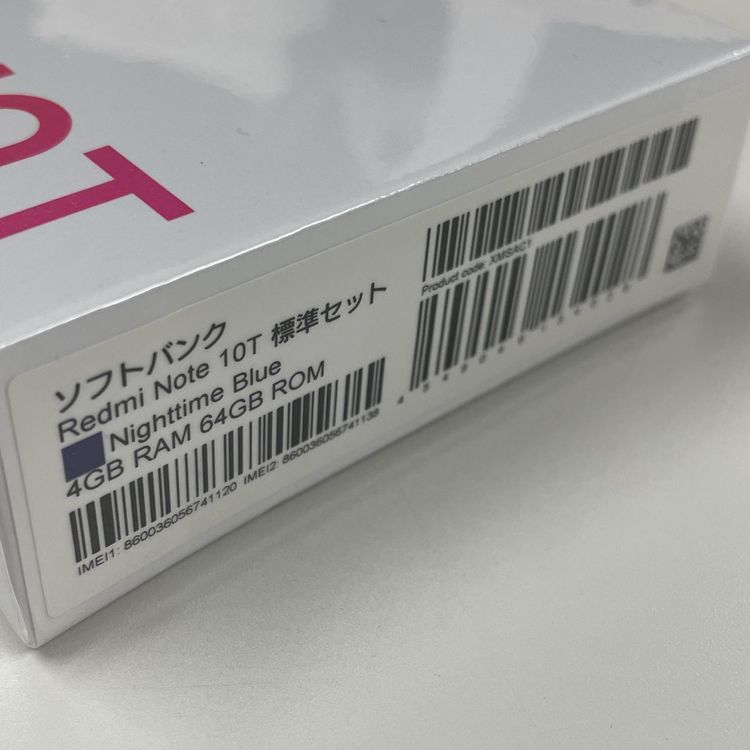 10T
ソフトバンク
Redmi Note 10T 標準セット
Nighttime Blue
4GB RAM 64GB ROM
IMEI1: 860036056741120 IMEI2: 860036056741138
Product code: XMSAC1